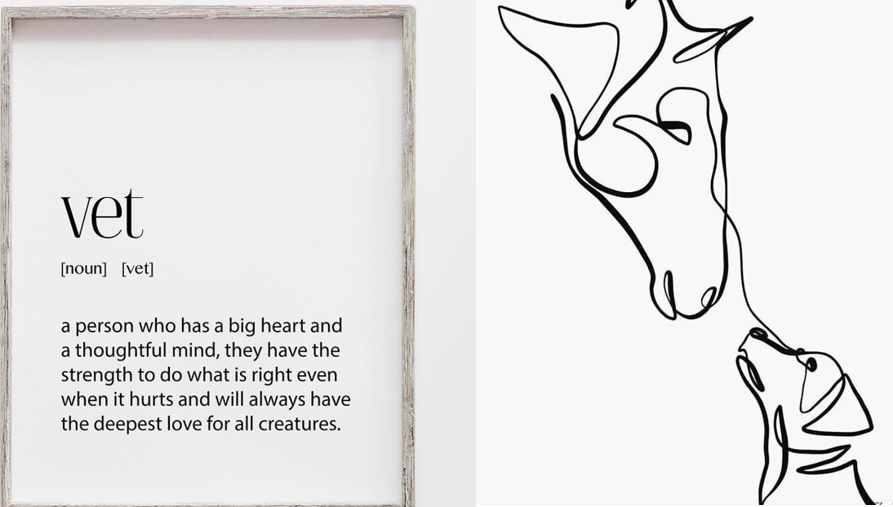 vet
[noun] [vet]
a person who has a big heart and
a thoughtful mind, they have the
strength to do what is right even
when it hurts and will always have
the deepest love for all creatures.